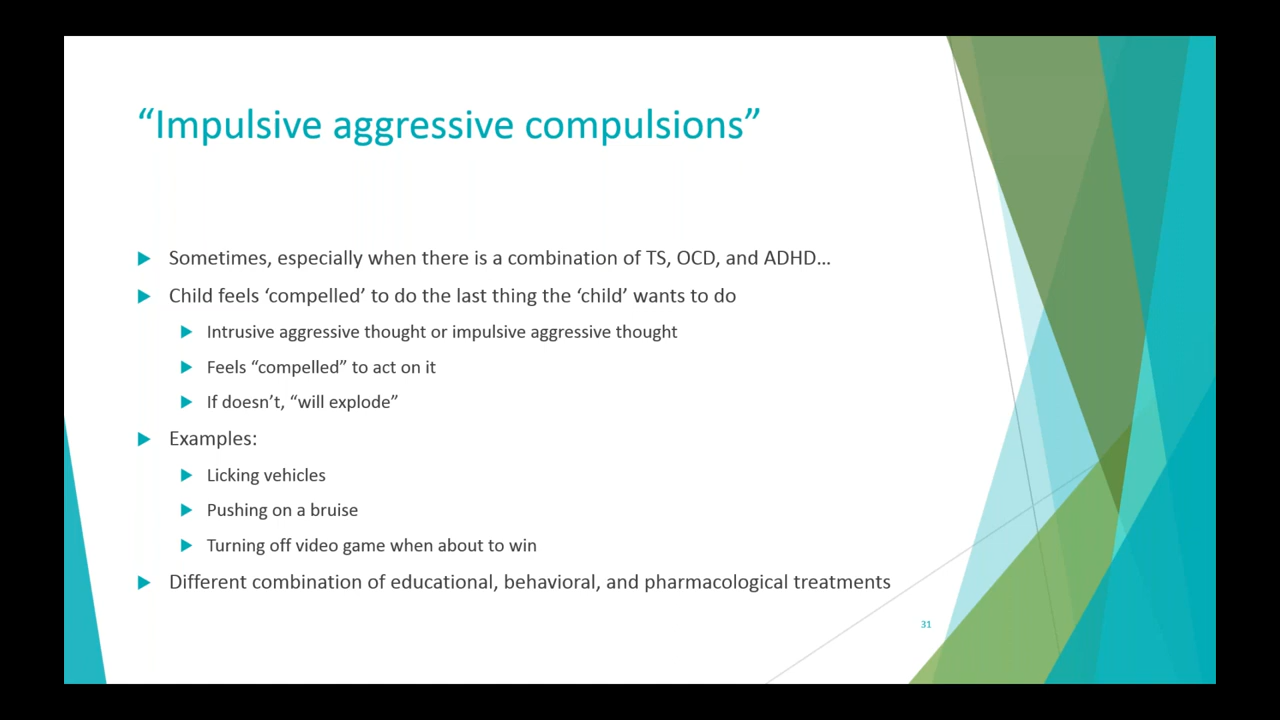 “Impulsive aggressive compulsions”
Sometimes, especially when there is a combination of TS, OCD, and ADHD…
Child feels ‘compelled’ to do the last thing the ‘child’ wants to do
Intrusive aggressive thought or impulsive aggressive thought
Feels “compelled” to act on it
If doesn’t, “will explode”
Examples:
Licking vehicles
Pushing on a bruise
Turning off video game when about to win
Different combination of educational, behavioral, and pharmacological treatments
31